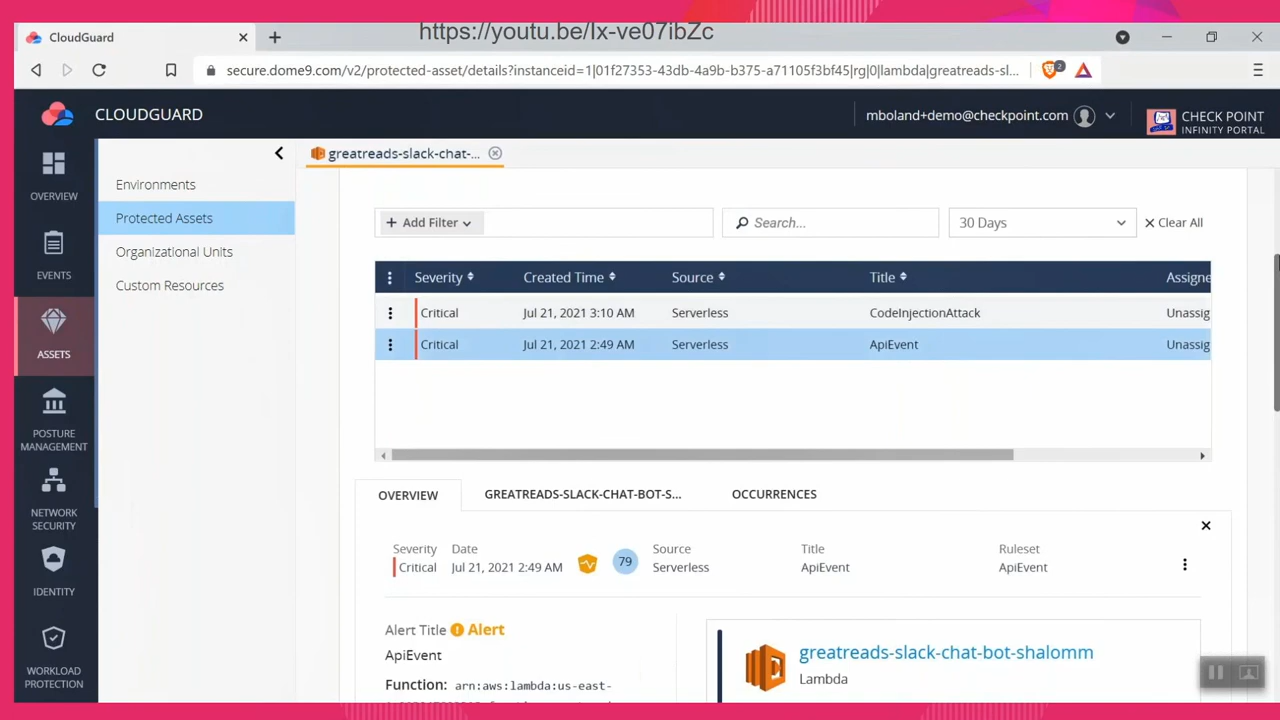 https://youtu.be/Ix-ve07ibZc
CloudGuard
secure.dome9.com/v2/protected-asset/details?instanceid=1|01f27353-43db-4a9b-b375-a71105f3bf45|rg|0|lambda|greatreads-sl...
2
CLOUDGUARD
mboland+demo@checkpoint.com
CHECK POINT
INFINITY PORTAL
greatreads-slack-chat-...
OVERVIEW
EVENTS
ASSETS
POSTURE
MANAGEMENT
NETWORK
SECURITY
IDENTITY
WORKLOAD
PROTECTION
Environments
Protected Assets
Organizational Units
Custom Resources
+ Add Filter
Search...
30 Days
Clear All
Severity Created Time Source Title Assigne
Critical Jul 21, 2021 3:10 AM Serverless CodeInjectionAttack Unassig
Critical Jul 21, 2021 2:49 AM Serverless ApiEvent Unassig
OVERVIEW GREATREADS-SLACK-CHAT-BOT-S... OCCURRENCES
Severity Date Source Title Ruleset
Critical Jul 21, 2021 2:49 AM 79 Serverless ApiEvent ApiEvent
Alert Title Alert
ApiEvent
Function: arn:aws:lambda:us-east-
greatreads-slack-chat-bot-shalomm
Lambda